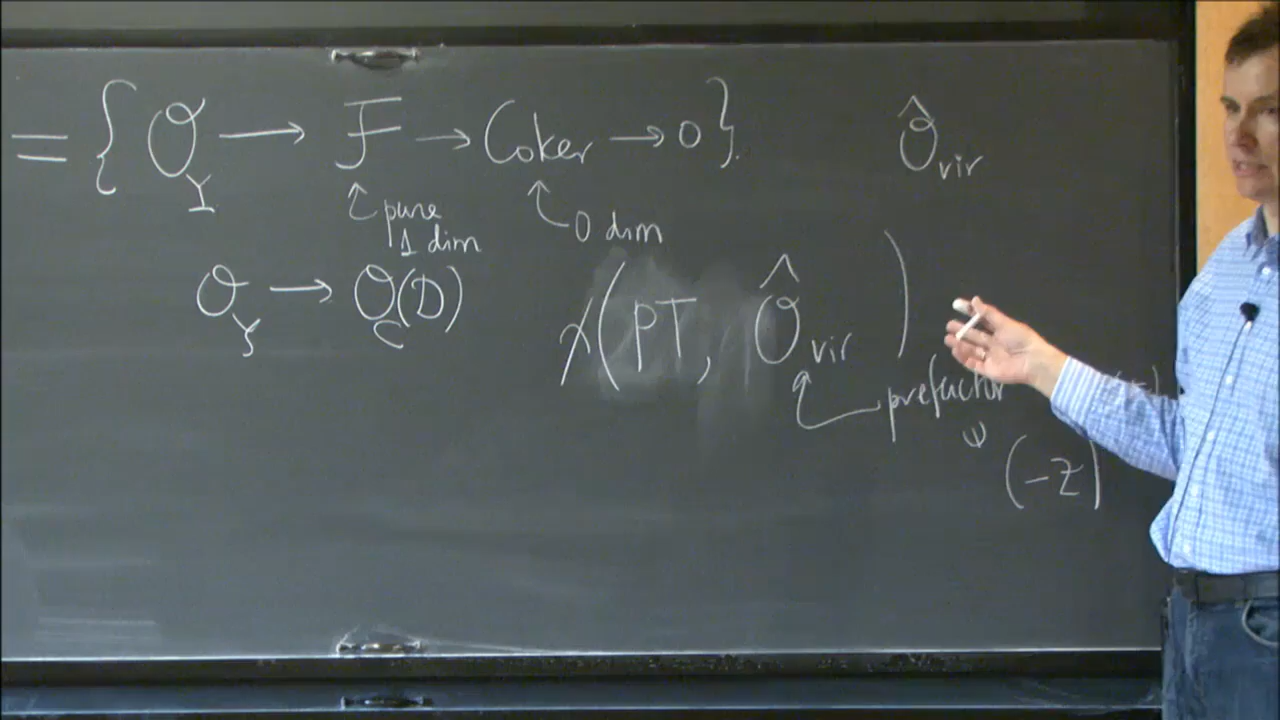 = { O_Y → F → Coker → 0 }.
Ô_vir
pure 1 dim
0 dim
O_Y → O_C(D)
χ(PT, Ô_vir )
prefactor
(-z)